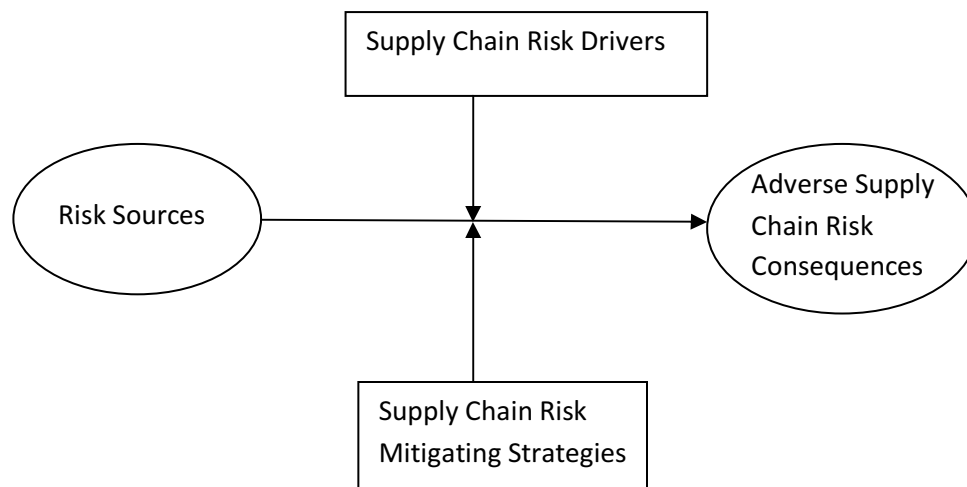 Supply Chain Risk Drivers
Risk Sources
Adverse Supply
Chain Risk
Consequences
Supply Chain Risk
Mitigating Strategies